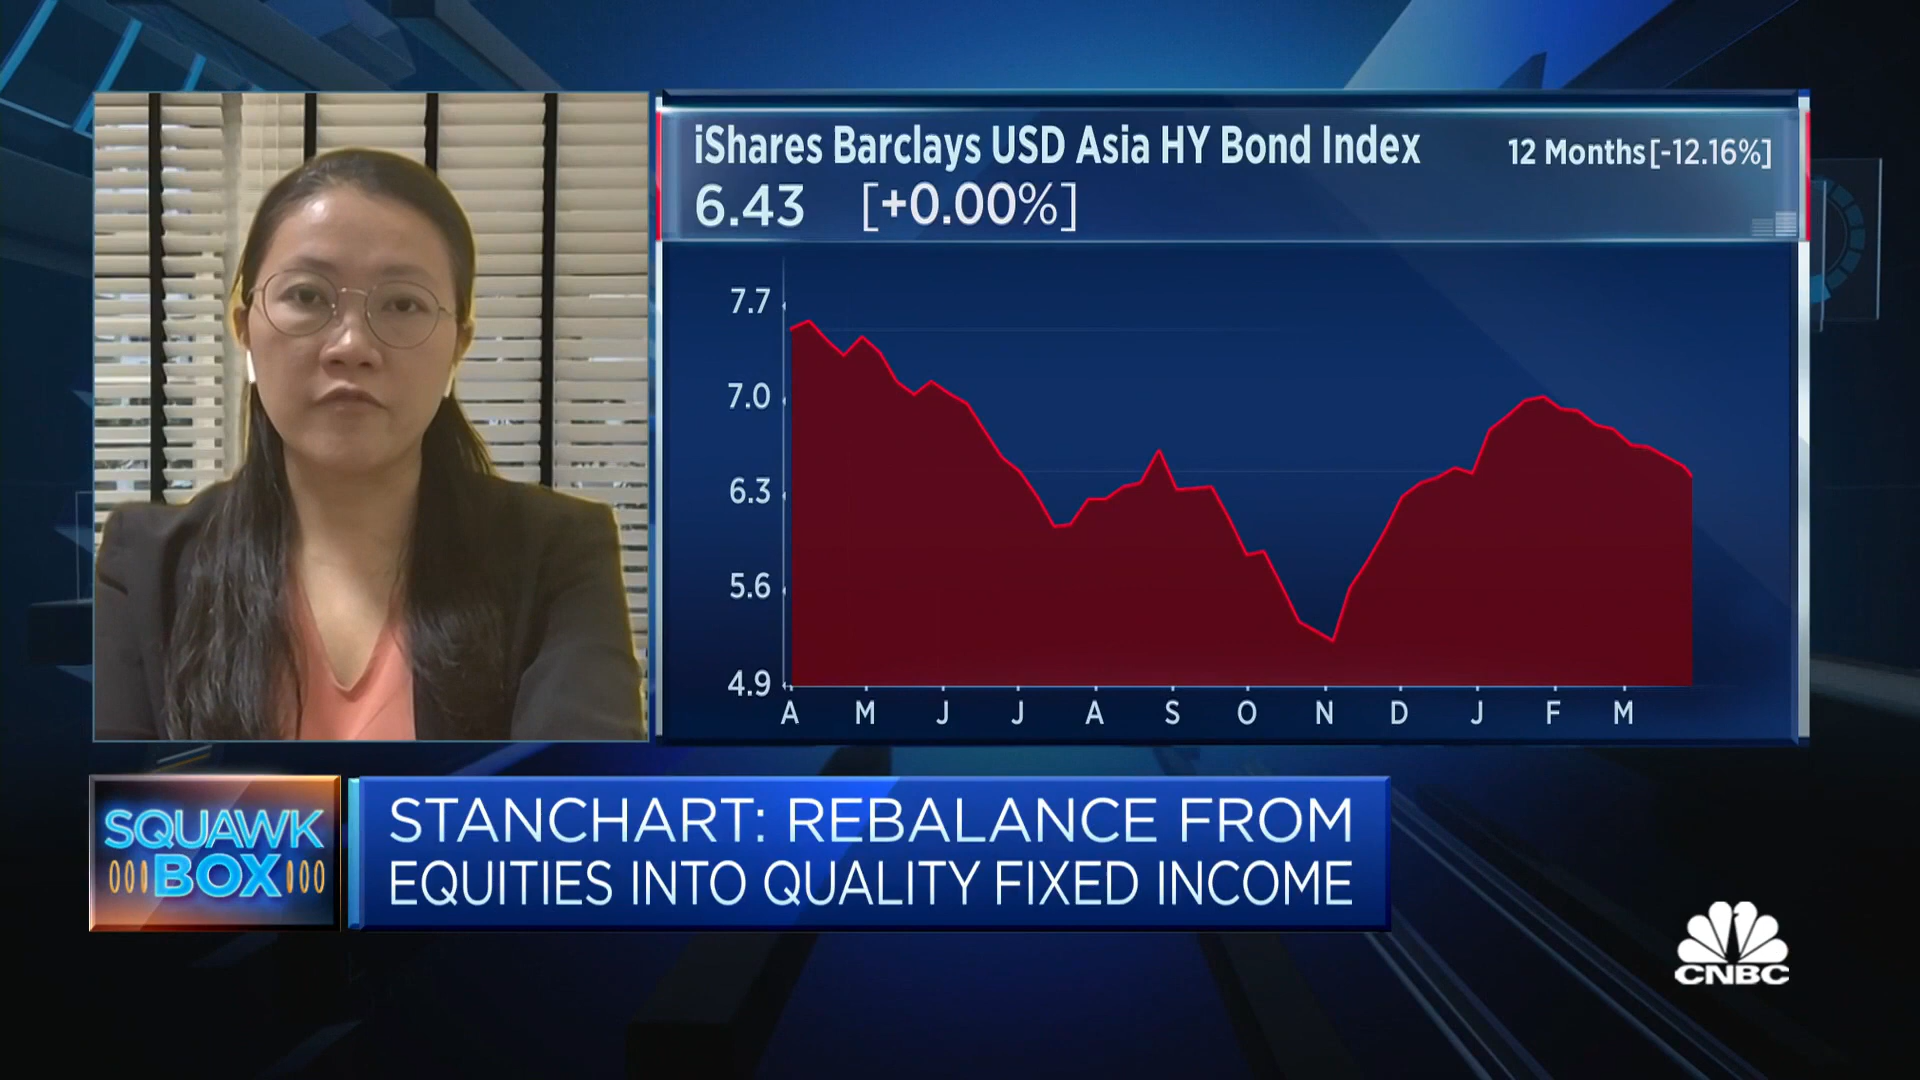 iShares Barclays USD Asia HY Bond Index
12 Months[-12.16%]
6.43 [+0.00%]
7.7
7.0
6.3
5.6
4.9
A M J J A S O N D J F M
SQUAWK
BOX
STANCHART: REBALANCE FROM
EQUITIES INTO QUALITY FIXED INCOME
CNBC